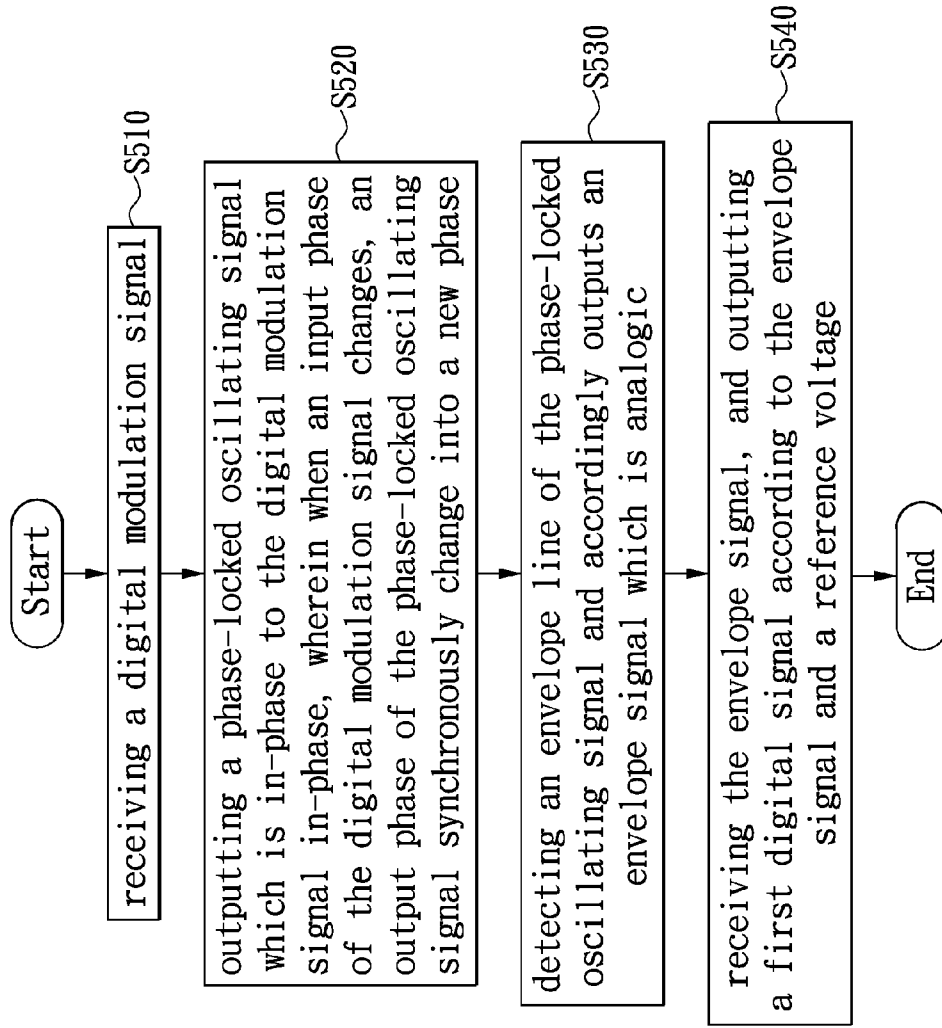 Start
receiving a digital modulation signal
S510
outputting a phase-locked oscillating signal
which is in-phase to the digital modulation
signal in-phase, wherein when an input phase
of the digital modulation signal changes, an
output phase of the phase-locked oscillating
signal synchronously change into a new phase
S520
detecting an envelope line of the phase-locked
oscillating signal and accordingly outputs an
envelope signal which is analogic
S530
receiving the envelope signal, and outputting
a first digital signal according to the envelope
signal and a reference voltage
S540
End